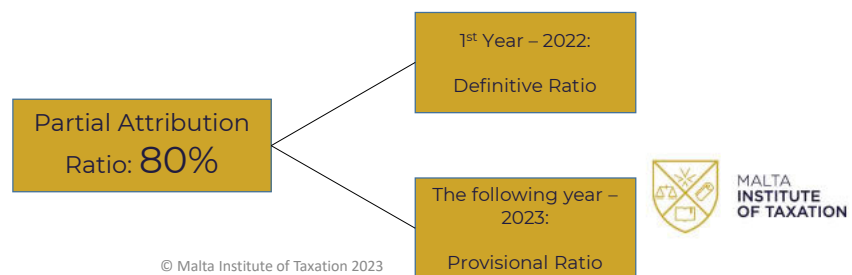 1st Year – 2022:
Definitive Ratio
Partial Attribution
Ratio: 80%
The following year –
2023:
Provisional Ratio
MALTA
INSTITUTE
OF TAXATION
© Malta Institute of Taxation 2023